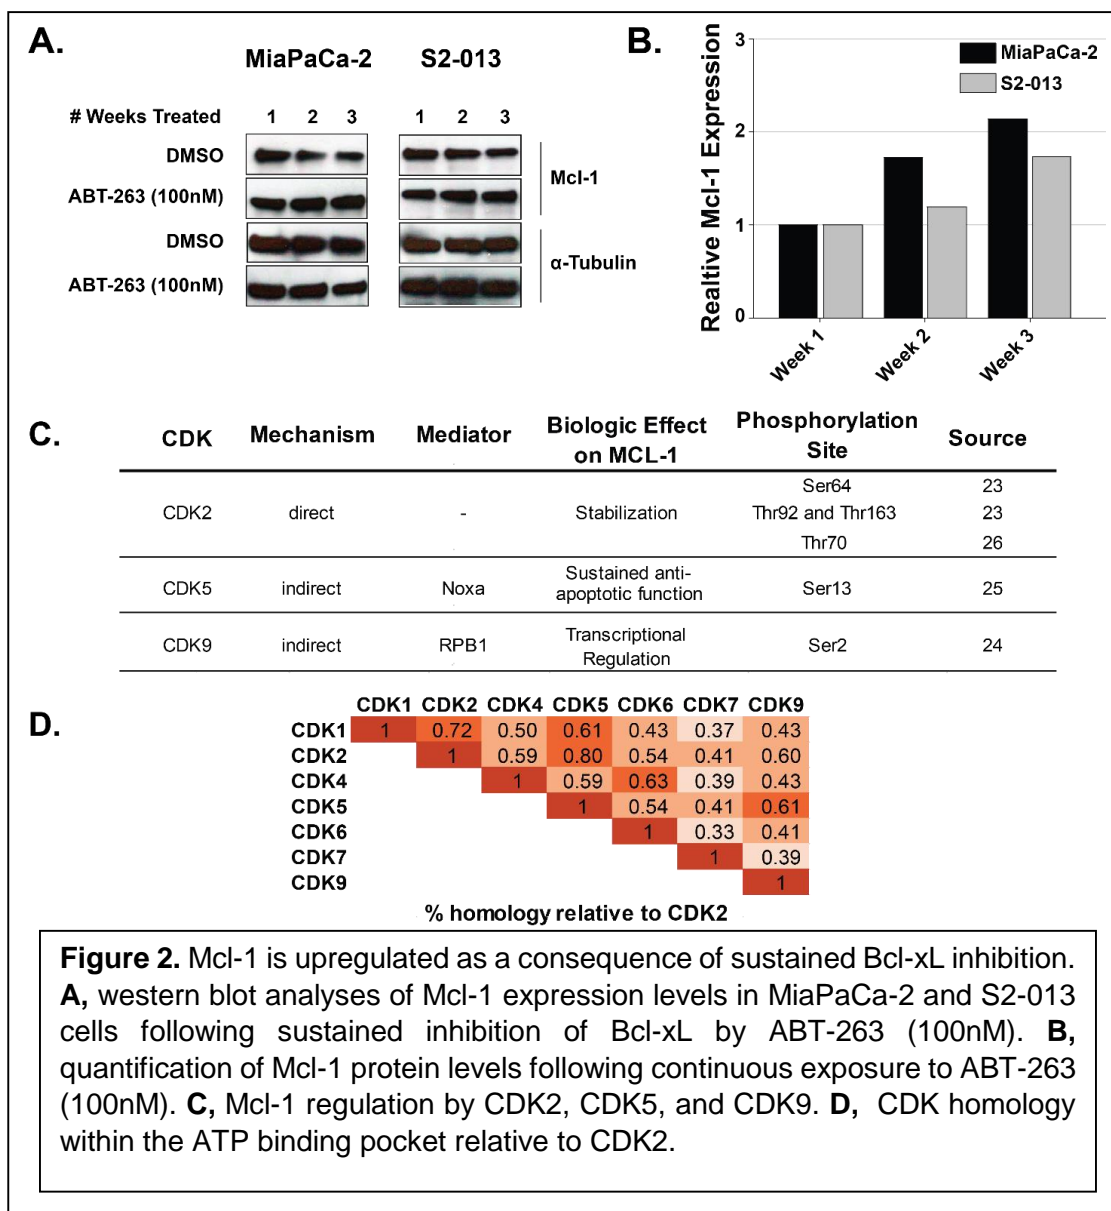 A.
MiaPaCa-2 S2-013
# Weeks Treated 1 2 3 1 2 3
DMSO
ABT-263 (100nM)
Mcl-1
DMSO
ABT-263 (100nM)
α-Tubulin
B.
Realtive Mcl-1 Expression
3
2
1
0
MiaPaCa-2
S2-013
Week 1
Week 2
Week 3
C.
CDK Mechanism Mediator Biologic Effect on MCL-1 Phosphorylation Site Source
CDK2 direct - Stabilization Ser64 23
Thr92 and Thr163 23
Thr70 26
CDK5 indirect Noxa Sustained anti-apoptotic function Ser13 25
CDK9 indirect RPB1 Transcriptional Regulation Ser2 24
D.
CDK1 CDK2 CDK4 CDK5 CDK6 CDK7 CDK9
CDK1 1 0.72 0.50 0.61 0.43 0.37 0.43
CDK2 1 0.59 0.80 0.54 0.41 0.60
CDK4 1 0.59 0.63 0.39 0.43
CDK5 1 0.54 0.41 0.61
CDK6 1 0.33 0.41
CDK7 1 0.39
CDK9 1
% homology relative to CDK2
Figure 2. Mcl-1 is upregulated as a consequence of sustained Bcl-xL inhibition.
A, western blot analyses of Mcl-1 expression levels in MiaPaCa-2 and S2-013
cells following sustained inhibition of Bcl-xL by ABT-263 (100nM). B,
quantification of Mcl-1 protein levels following continuous exposure to ABT-263
(100nM). C, Mcl-1 regulation by CDK2, CDK5, and CDK9. D, CDK homology
within the ATP binding pocket relative to CDK2.